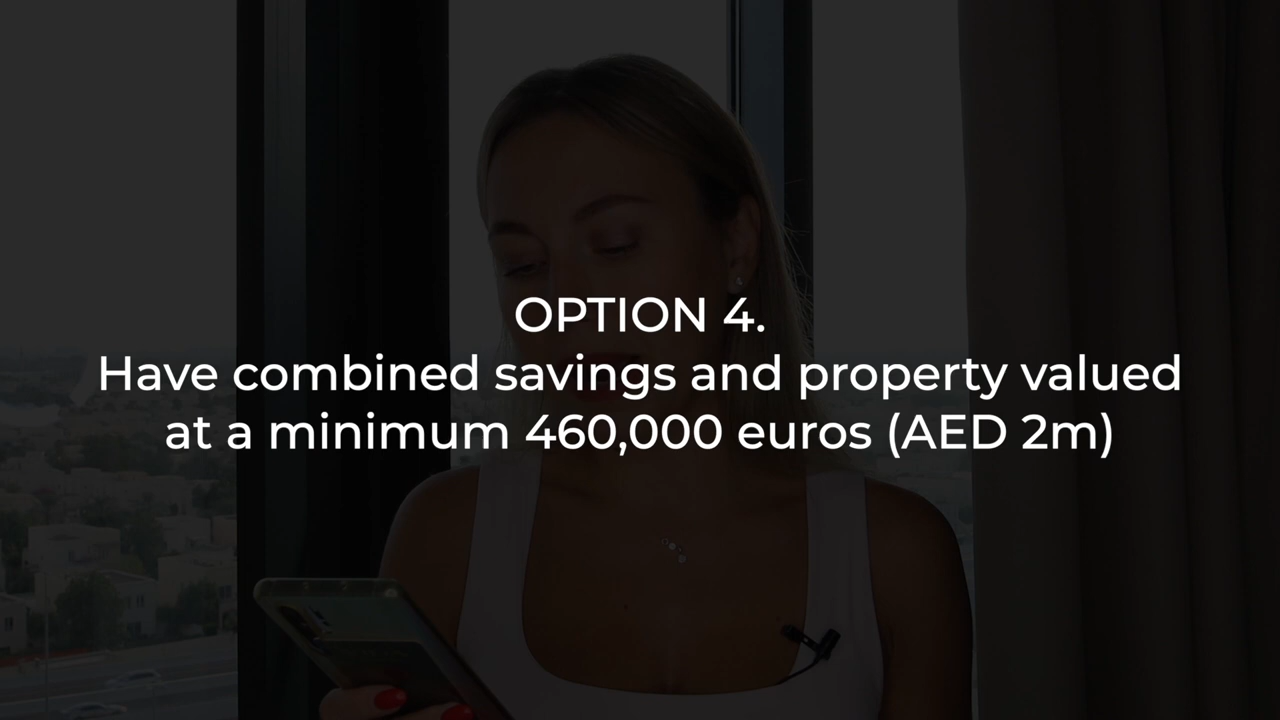 OPTION 4.
Have combined savings and property valued
at a minimum 460,000 euros (AED 2m)